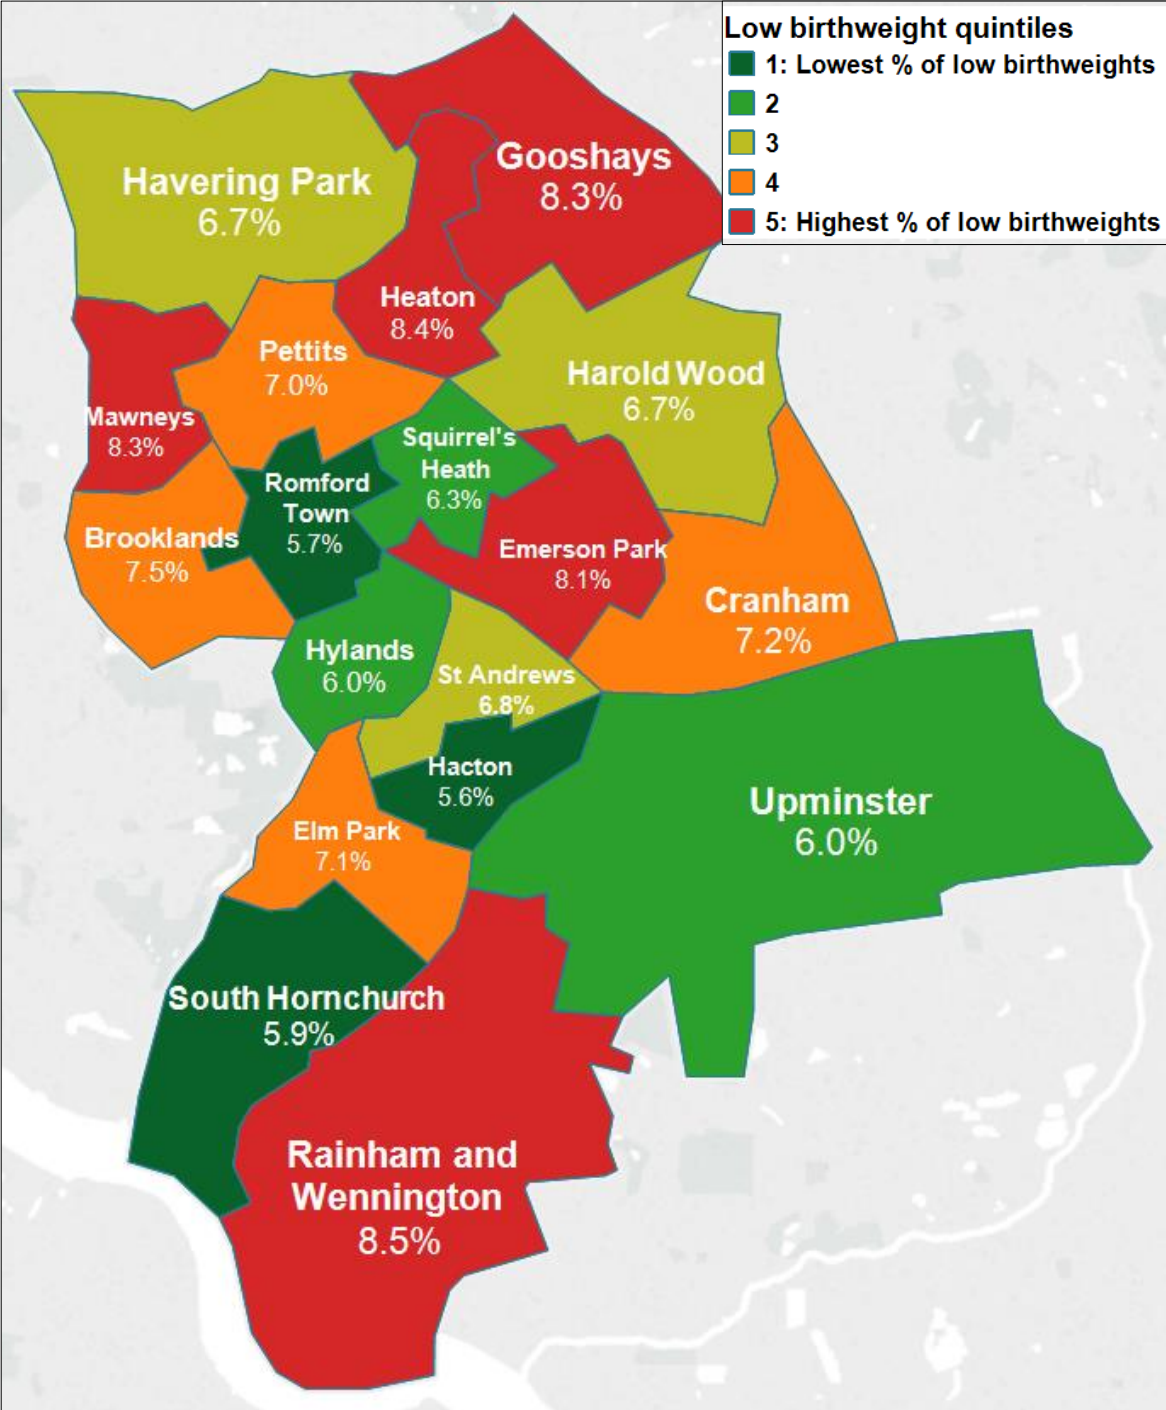 Low birthweight quintiles
1: Lowest % of low birthweights
2
3
4
5: Highest % of low birthweights
Gooshays
8.3%
Havering Park
6.7%
Heaton
8.4%
Pettits
7.0%
Harold Wood
6.7%
Mawneys
8.3%
Squirrel's
Heath
6.3%
Romford
Town
5.7%
Brooklands
7.5%
Emerson Park
8.1%
Cranham
7.2%
Hylands
6.0%
St Andrews
6.8%
Hacton
5.6%
Upminster
6.0%
Elm Park
7.1%
South Hornchurch
5.9%
Rainham and
Wennington
8.5%